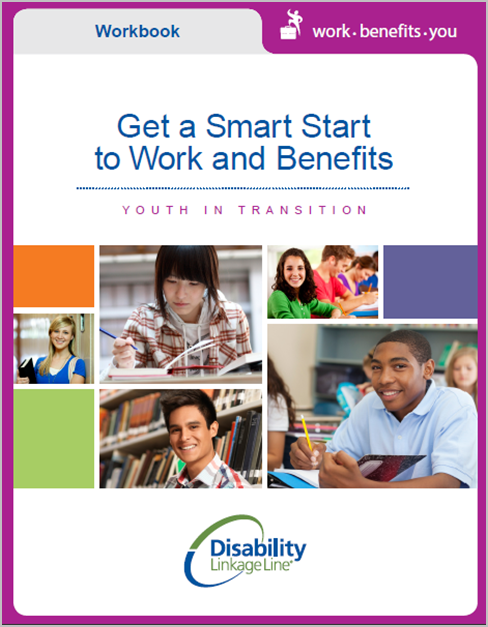 Workbook
work • benefits • you
Get a Smart Start
to Work and Benefits
YOUTH IN TRANSITION
Disability
Linkage Line®